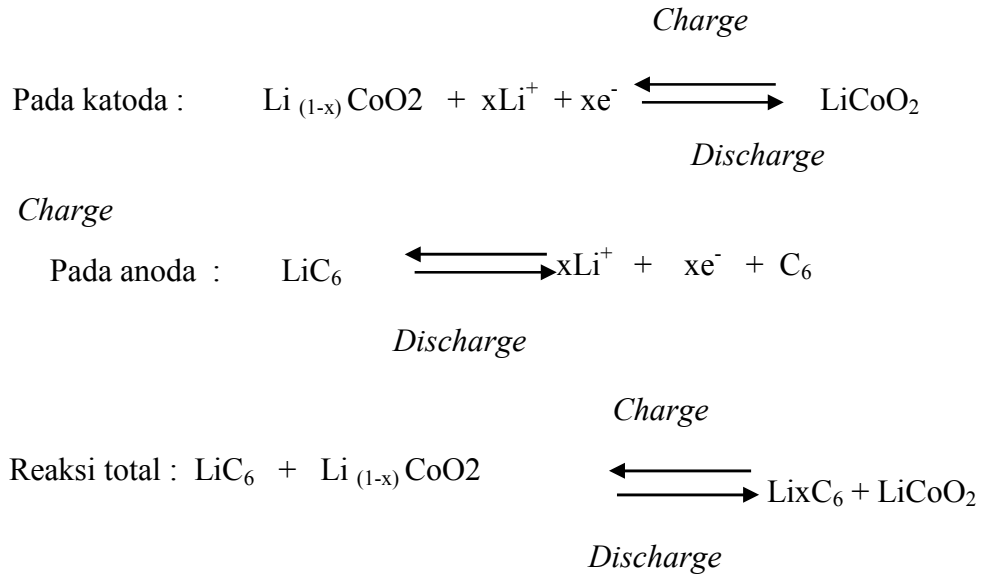 Charge
Pada katoda : Li (1-x) CoO2 + xLi⁺ + xe⁻ LiCoO₂
Discharge
Charge
Pada anoda : LiC₆ xLi⁺ + xe⁻ + C₆
Discharge
Charge
Reaksi total : LiC₆ + Li (1-x) CoO2 LixC₆ + LiCoO₂
Discharge